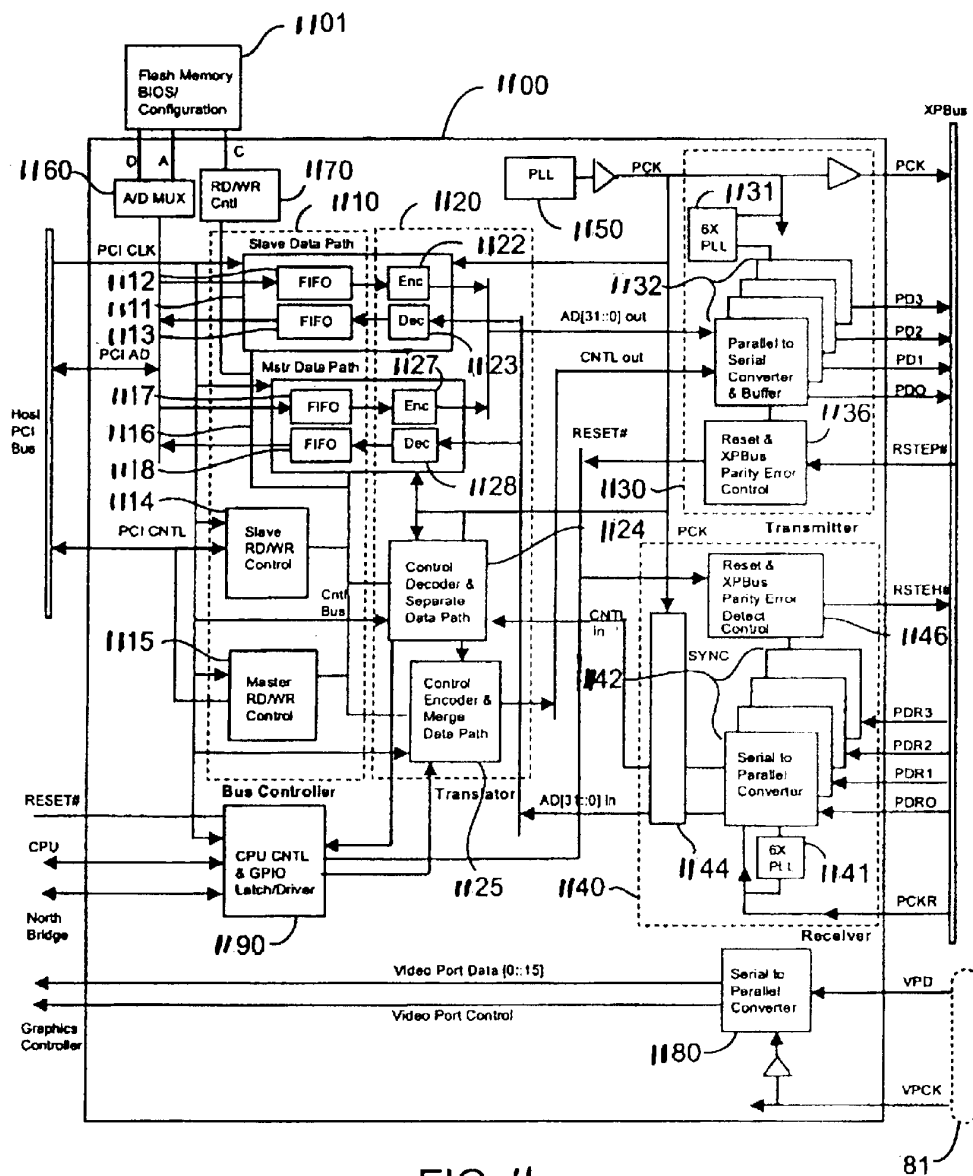 1101
Flash Memory
BIOS/
Configuration
1100
XPBus
D
A
C
1160
A/D MUX
RD/WR
Cntl
1170
1110
1120
PLL
1150
PCK
PCK
1131
6X
PLL
PCI CLK
Slave Data Path
1122
1112
FIFO
Enc
1132
1111
FIFO
Dec
PD3
1113
AD[31::0] out
PD2
PCI AD
Mstr Data Path
1127
1123
CNTL out
Parallel to
Serial
Converter
& Buffer
PD1
PD0
1117
FIFO
Enc
Host
PCI
Bus
1116
FIFO
Dec
RESET#
1136
1118
1128
Reset &
XPBus
Parity Error
Control
RSTEP#
1114
1130
PCK
Transmitter
PCI CNTL
Slave
RD/WR
Control
1124
Control
Decoder &
Separate
Data Path
Cntl
Bus
Reset &
XPBus
Parity Error
Detect
Control
RSTEH#
CNTL
In
1146
1115
SYNC
Master
RD/WR
Control
Control
Encoder &
Merge
Data Path
1142
PDR3
PDR2
Serial to
Parallel
Converter
PDR1
Bus Controller
Translator
AD[31::0] In
PDR0
RESET#
CPU
CPU CNTL
& GPIO
Latch/Driver
6X
PLL
1141
1125
1140
1144
PCKR
North
Bridge
1190
Receiver
Video Port Data [0::15]
Serial to
Parallel
Converter
VPD
Video Port Control
Graphics
Controller
1180
VPCK
81
FIG. 11